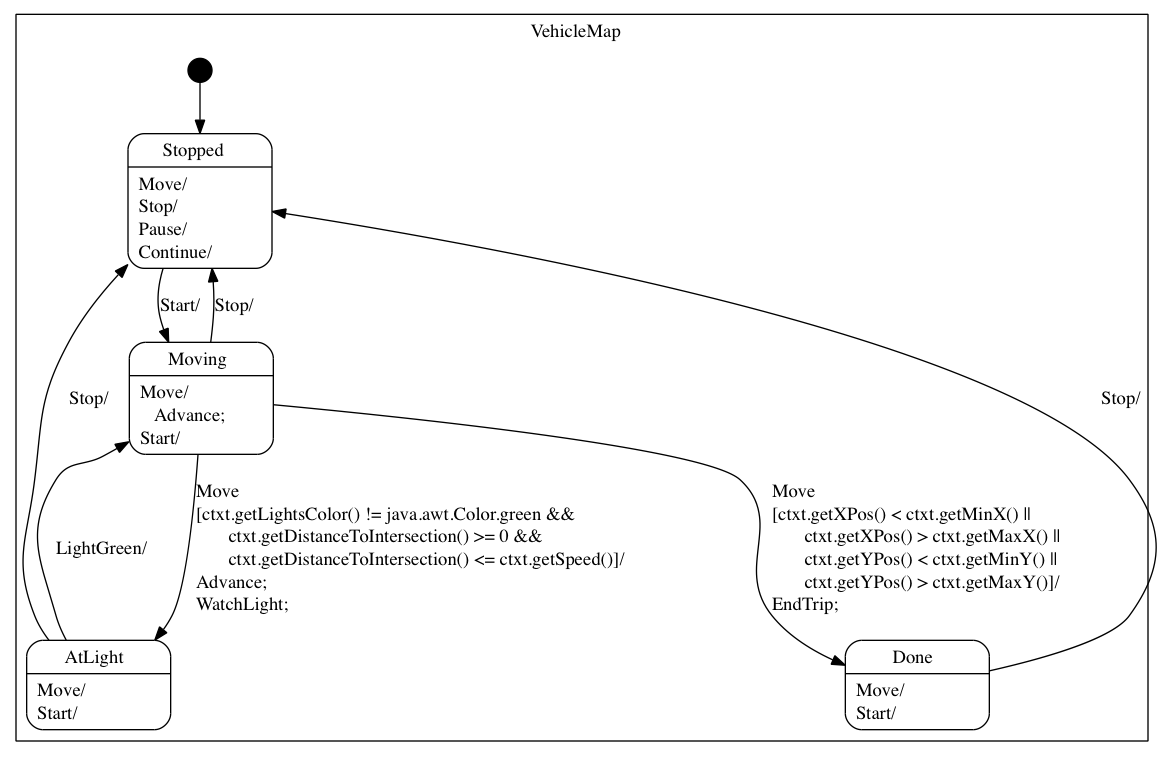 VehicleMap
Stopped
Move/
Stop/
Pause/
Continue/
Start/
Stop/
Moving
Move/
Advance;
Start/
Stop/
Stop/
Move
[ctxt.getLightsColor() != java.awt.Color.green &&
ctxt.getDistanceToIntersection() >= 0 &&
ctxt.getDistanceToIntersection() <= ctxt.getSpeed()]/
Advance;
WatchLight;
Move
[ctxt.getXPos() < ctxt.getMinX() ||
ctxt.getXPos() > ctxt.getMaxX() ||
ctxt.getYPos() < ctxt.getMinY() ||
ctxt.getYPos() > ctxt.getMaxY()]/
EndTrip;
LightGreen/
AtLight
Move/
Start/
Done
Move/
Start/